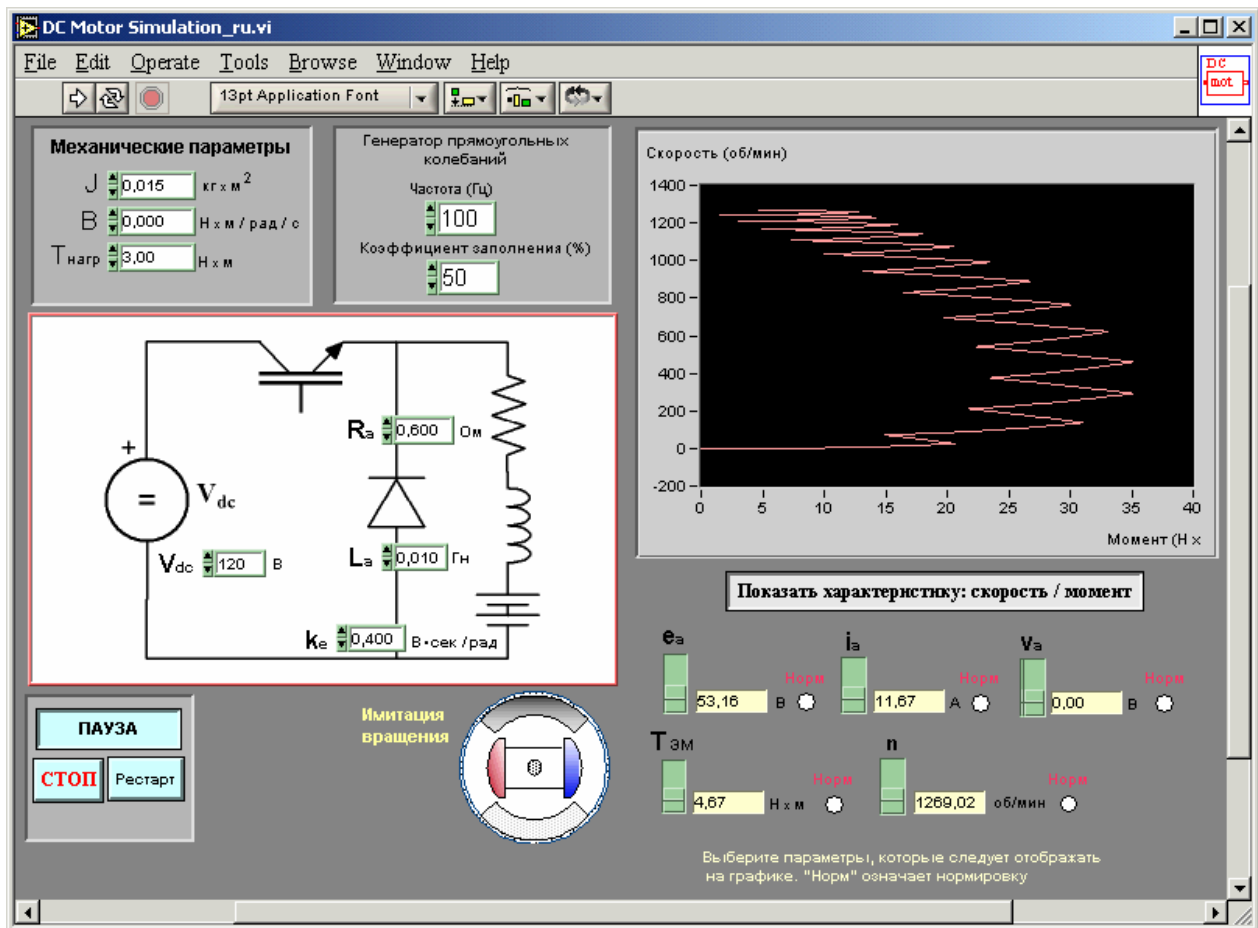 DC Motor Simulation_ru.vi
File Edit Operate Tools Browse Window Help
13pt Application Font
DC
mot
Механические параметры
J 0,015 кг x м 2
B 0,000 Н x м / рад / с
Tнагр 3,00 Н x м
Генератор прямоугольных
колебаний
Частота (Гц)
100
Коэффициент заполнения (%)
50
Скорость (об/мин)
1400
1200
1000
800
600
400
200
0
-200
0 5 10 15 20 25 30 35 40
Момент (Н x
+
=
Vdc
Vdc 120 В
Ra 0,600 Ом
La 0,010 Гн
ke 0,400 В•сек /рад
Показать характеристику: скорость / момент
ea
53,16 В
Норм
ia
11,67 А
Норм
Va
0,00 В
Норм
T эм
4,67 Н x м
Норм
n
1269,02 об/мин
Норм
ПАУЗА
СТОП
Рестарт
Имитация
вращения
Выберите параметры, которые следует отображать
на графике. "Норм" означает нормировку